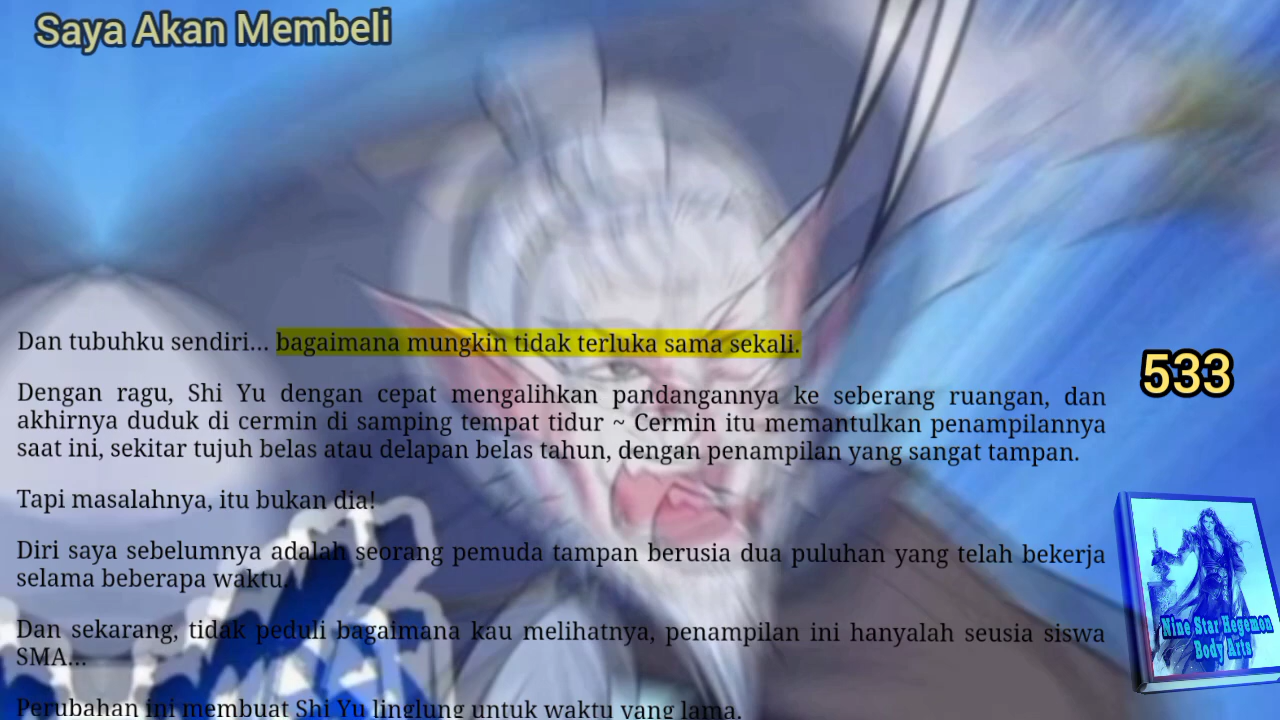 Saya Akan Membeli
Dan tubuhku sendiri... bagaimana mungkin tidak terluka sama sekali.
Dengan ragu, Shi Yu dengan cepat mengalihkan pandangannya ke seberang ruangan, dan
akhirnya duduk di cermin di samping tempat tidur ~ Cermin itu memantulkan penampilannya
saat ini, sekitar tujuh belas atau delapan belas tahun, dengan penampilan yang sangat tampan.
Tapi masalahnya, itu bukan dia!
Diri saya sebelumnya adalah seorang pemuda tampan berusia dua puluhan yang telah bekerja
selama beberapa waktu.
Dan sekarang, tidak peduli bagaimana kau melihatnya, penampilan ini hanyalah seusia siswa
SMA...
Perubahan ini membuat Shi Yu linglung untuk waktu yang lama.
533
Nine Star Hegemon
Body Arts